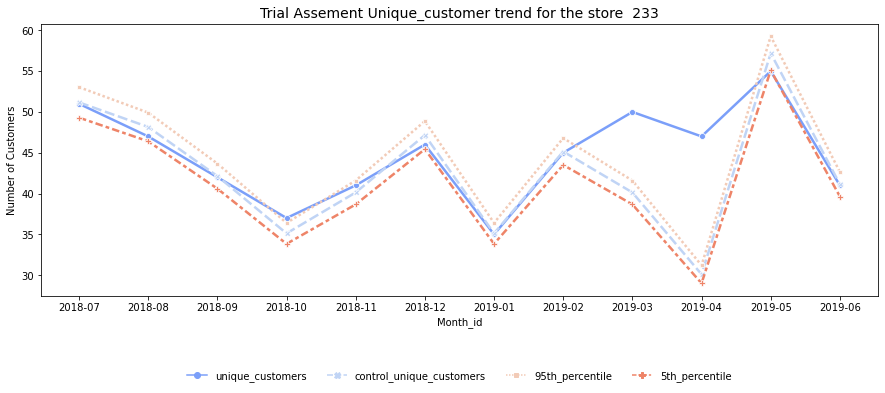 Trial Assement Unique_customer trend for the store  233
60
55
50
45
40
35
30
Number of Customers
2018-07 2018-08 2018-09 2018-10 2018-11 2018-12 2019-01 2019-02 2019-03 2019-04 2019-05 2019-06
Month_id
unique_customers control_unique_customers 95th_percentile 5th_percentile